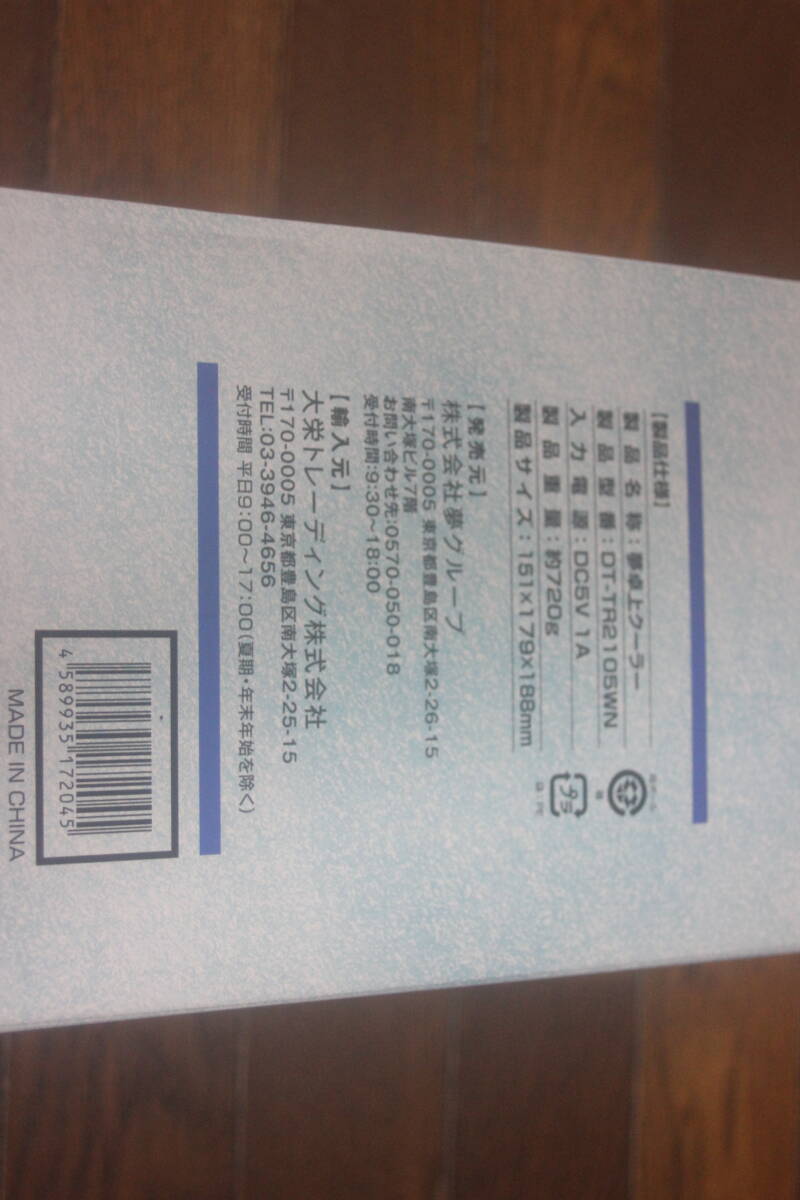 【製品仕様】
製品名称：夢卓上クーラー
製品型番：DT-TR2105WN
入力電源：DC5V 1A
製品重量：約720g
製品サイズ：151×179×188mm
プラ
【発売元】
株式会社夢グループ
〒170-0005 東京都豊島区南大塚2-26-15
南大塚ビル7階
お問い合わせ先:0570-050-018
受付時間:9:30~18:00
【輸入元】
大栄トレーディング株式会社
〒170-0005 東京都豊島区南大塚2-25-15
TEL:03-3946-4656
受付時間 平日9:00~17:00(夏期・年末年始を除く)
4 589935 172045
MADE IN CHINA